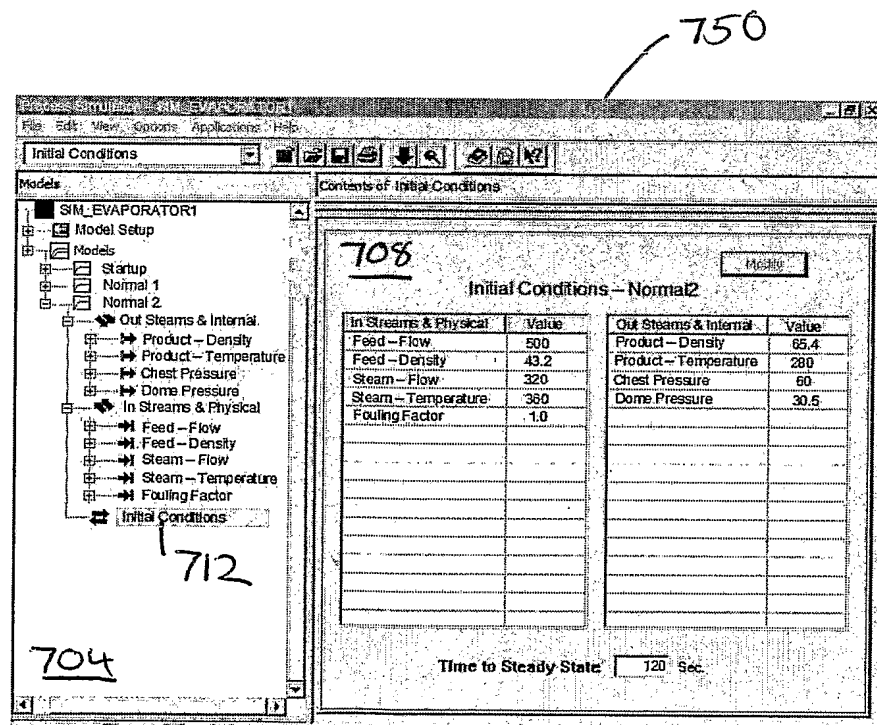 750
Process Simulation – SIM_EVAPORATOR1
File Edit View Options Applications Help
Initial Conditions
Models
Contents of Initial Conditions
SIM_EVAPORATOR1
Model Setup
Models
Startup
Normal 1
Normal 2
Out Steams & Internal
Product – Density
Product – Temperature
Chest Pressure
Dome Pressure
In Streams & Physical
Feed – Flow
Feed – Density
Steam – Flow
Steam – Temperature
Fouling Factor
Initial Conditions
712
704
708
Modify
Initial Conditions – Normal2
In Streams & Physical Value
Feed – Flow 500
Feed – Density 43.2
Steam – Flow 320
Steam – Temperature 360
Fouling Factor 1.0
Out Steams & Internal Value
Product – Density 65.4
Product – Temperature 280
Chest Pressure 60
Dome Pressure 30.5
Time to Steady State 120 Sec.